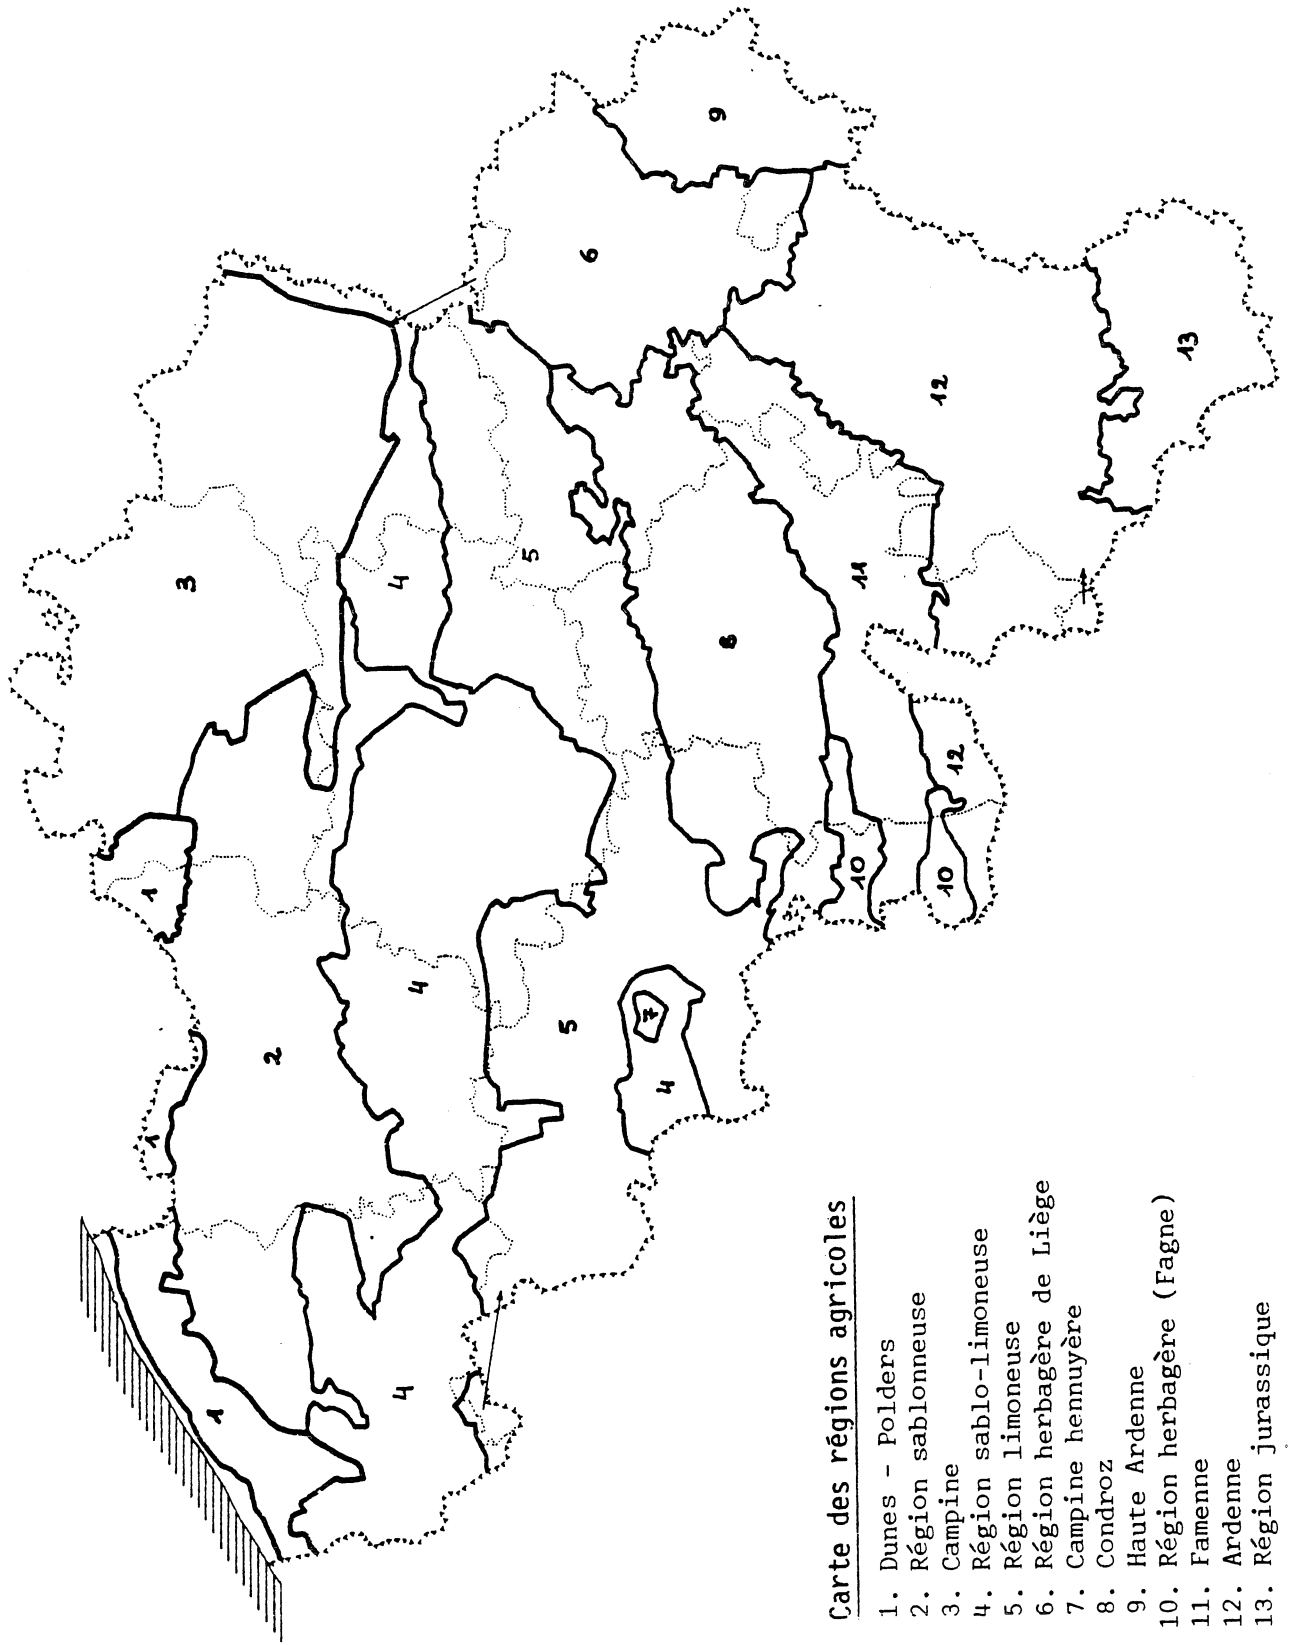 Carte des régions agricoles
1. Dunes - Polders
2. Région sablonneuse
3. Campine
4. Région sablo-limoneuse
5. Région limoneuse
6. Région herbagère de Liège
7. Campine hennuyère
8. Condroz
9. Haute Ardenne
10. Région herbagère (Fagne)
11. Famenne
12. Ardenne
13. Région jurassique
1
1
1
2
3
4
4
4
4
5
5
6
7
8
9
10
10
11
12
12
13